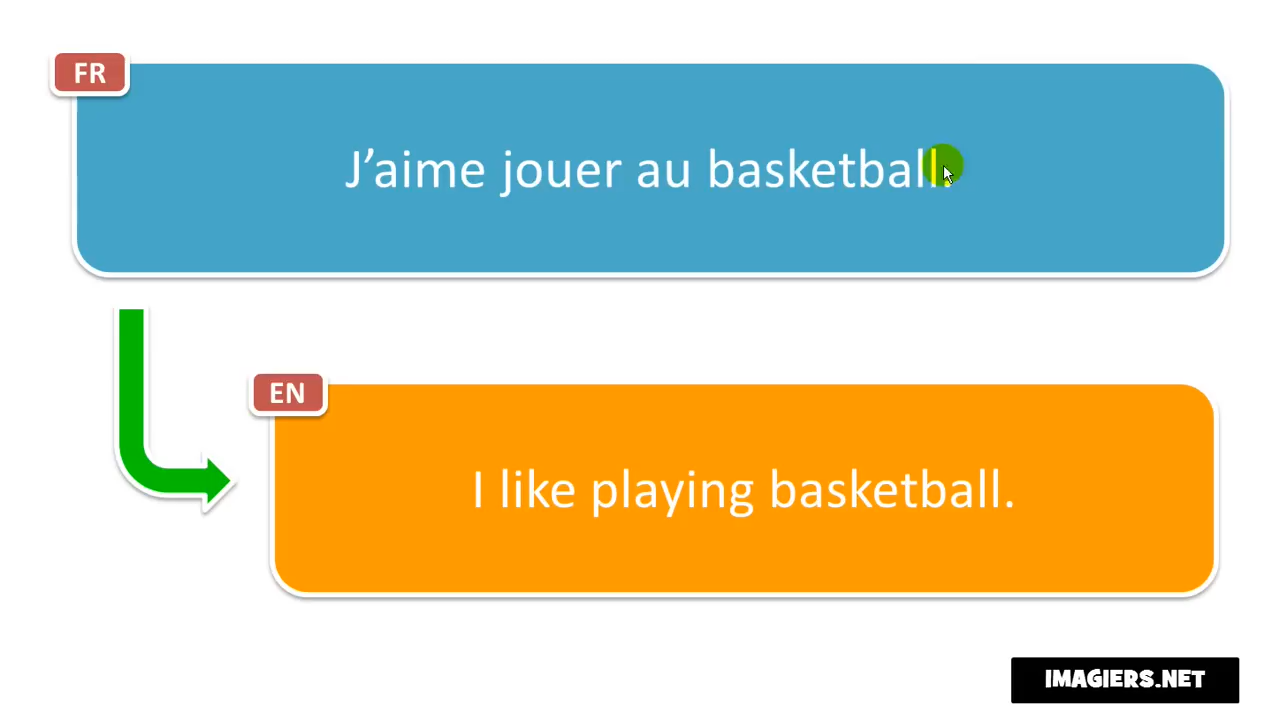 FR
J’aime jouer au basketball.
EN
I like playing basketball.
IMAGIERS.NET